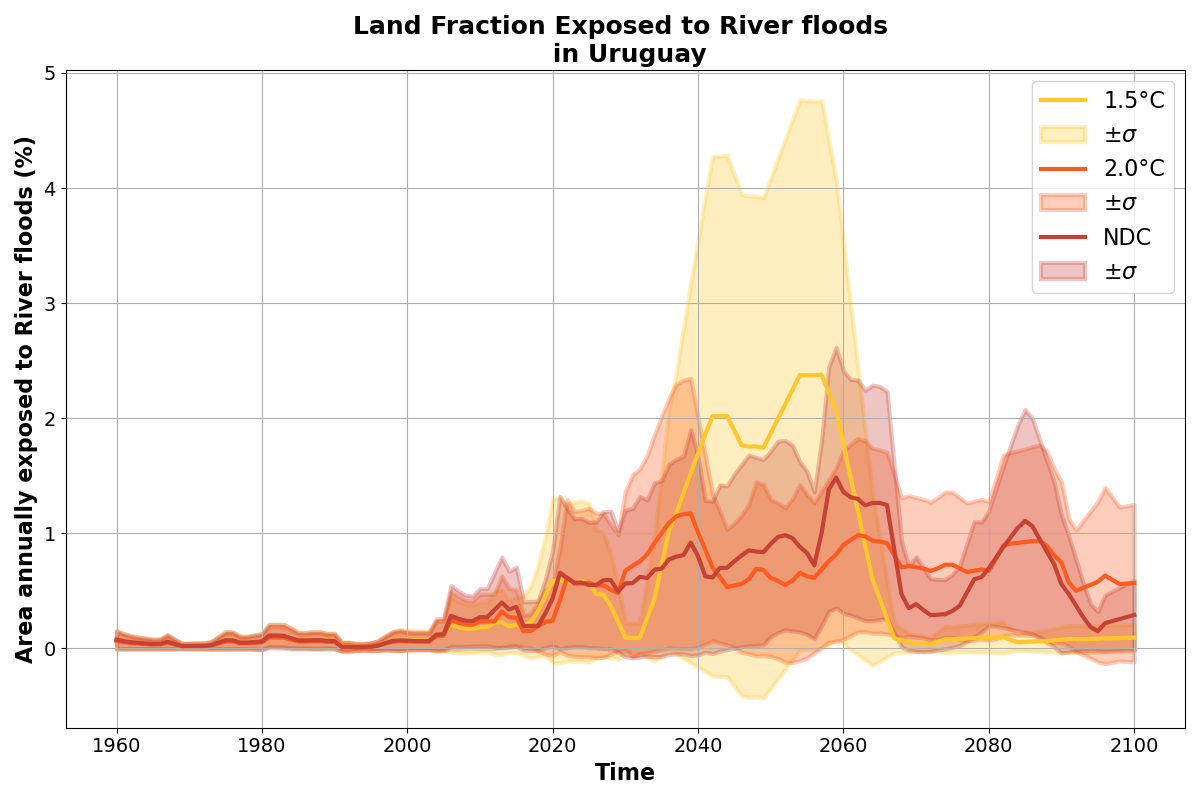 Land Fraction Exposed to River floods
in Uruguay
Area annually exposed to River floods (%)
5
4
3
2
1
0
1.5°C
±σ
2.0°C
±σ
NDC
±σ
1960 1980 2000 2020 2040 2060 2080 2100
Time